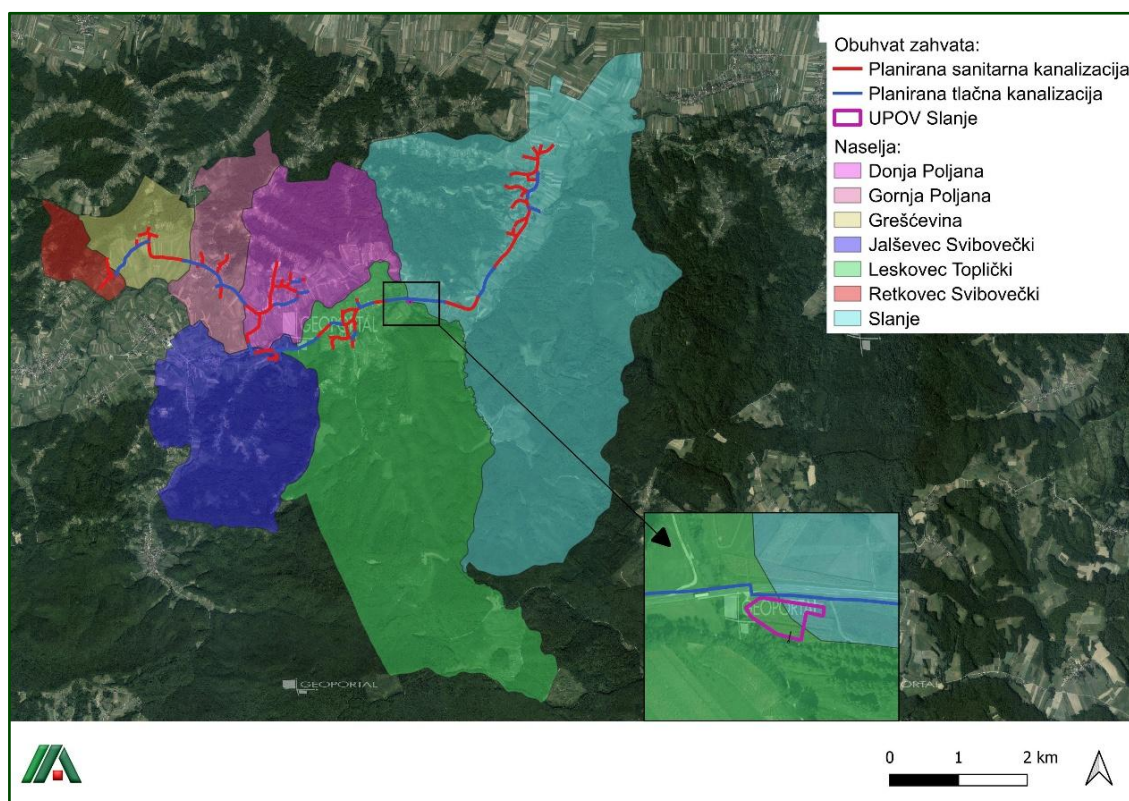 Obuhvat zahvata:
Planirana sanitarna kanalizacija
Planirana tlačna kanalizacija
UPOV Slanje
Naselja:
Donja Poljana
Gornja Poljana
Grešćevina
Jalševec Svibovečki
Leskovec Toplički
Retkovec Svibovečki
Slanje
GEOPORTAL
GEOPORTAL
GEOPORTAL
PORTAL
0 1 2 km